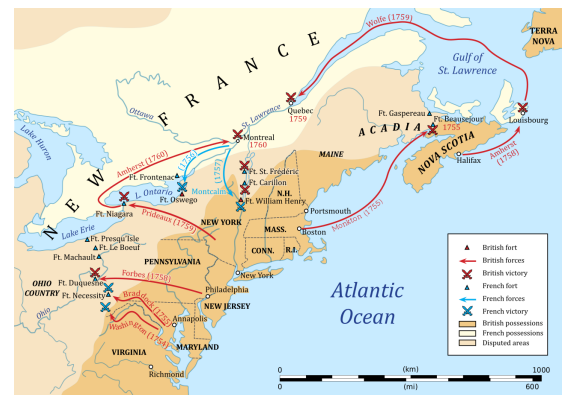 Wolfe (1759)
TERRA
NOVA
NEW FRANCE
Gulf of
St. Lawrence
Ottawa
St. Lawrence
Quebec
1759
Ft. Gaspereau
Ft. Beausejour
1755
Louisbourg
Lake Huron
Montreal
1760
ACADIA
NOVA SCOTIA
Halifax
Amherst
(1758)
Amherst (1760)
(1756)
(1757)
MAINE
Ft. Frontenac
Montcalm
Ft. St. Frédéric
Ft. Carillon
L. Ontario
Ft. Oswego
Ft. William Henry
N.H.
Ft. Niagara
Prideaux (1759)
NEW YORK
Portsmouth
Monkton (1755)
Lake Erie
MASS.
Boston
Ft. Presqu'Isle
Ft. Le Boeuf
CONN.
R.I.
Ft. Machault
PENNSYLVANIA
New York
Forbes (1758)
OHIO
COUNTRY
Ft. Duquesne
Ft. Necessity
Braddock (1755)
Philadelphia
NEW JERSEY
Ohio
Washington (1754)
Annapolis
MARYLAND
VIRGINIA
Richmond
Atlantic
Ocean
British fort
British forces
British victory
French fort
French forces
French victory
British possessions
French possessions
Disputed areas
(km)
0
1000
0
(mi)
600